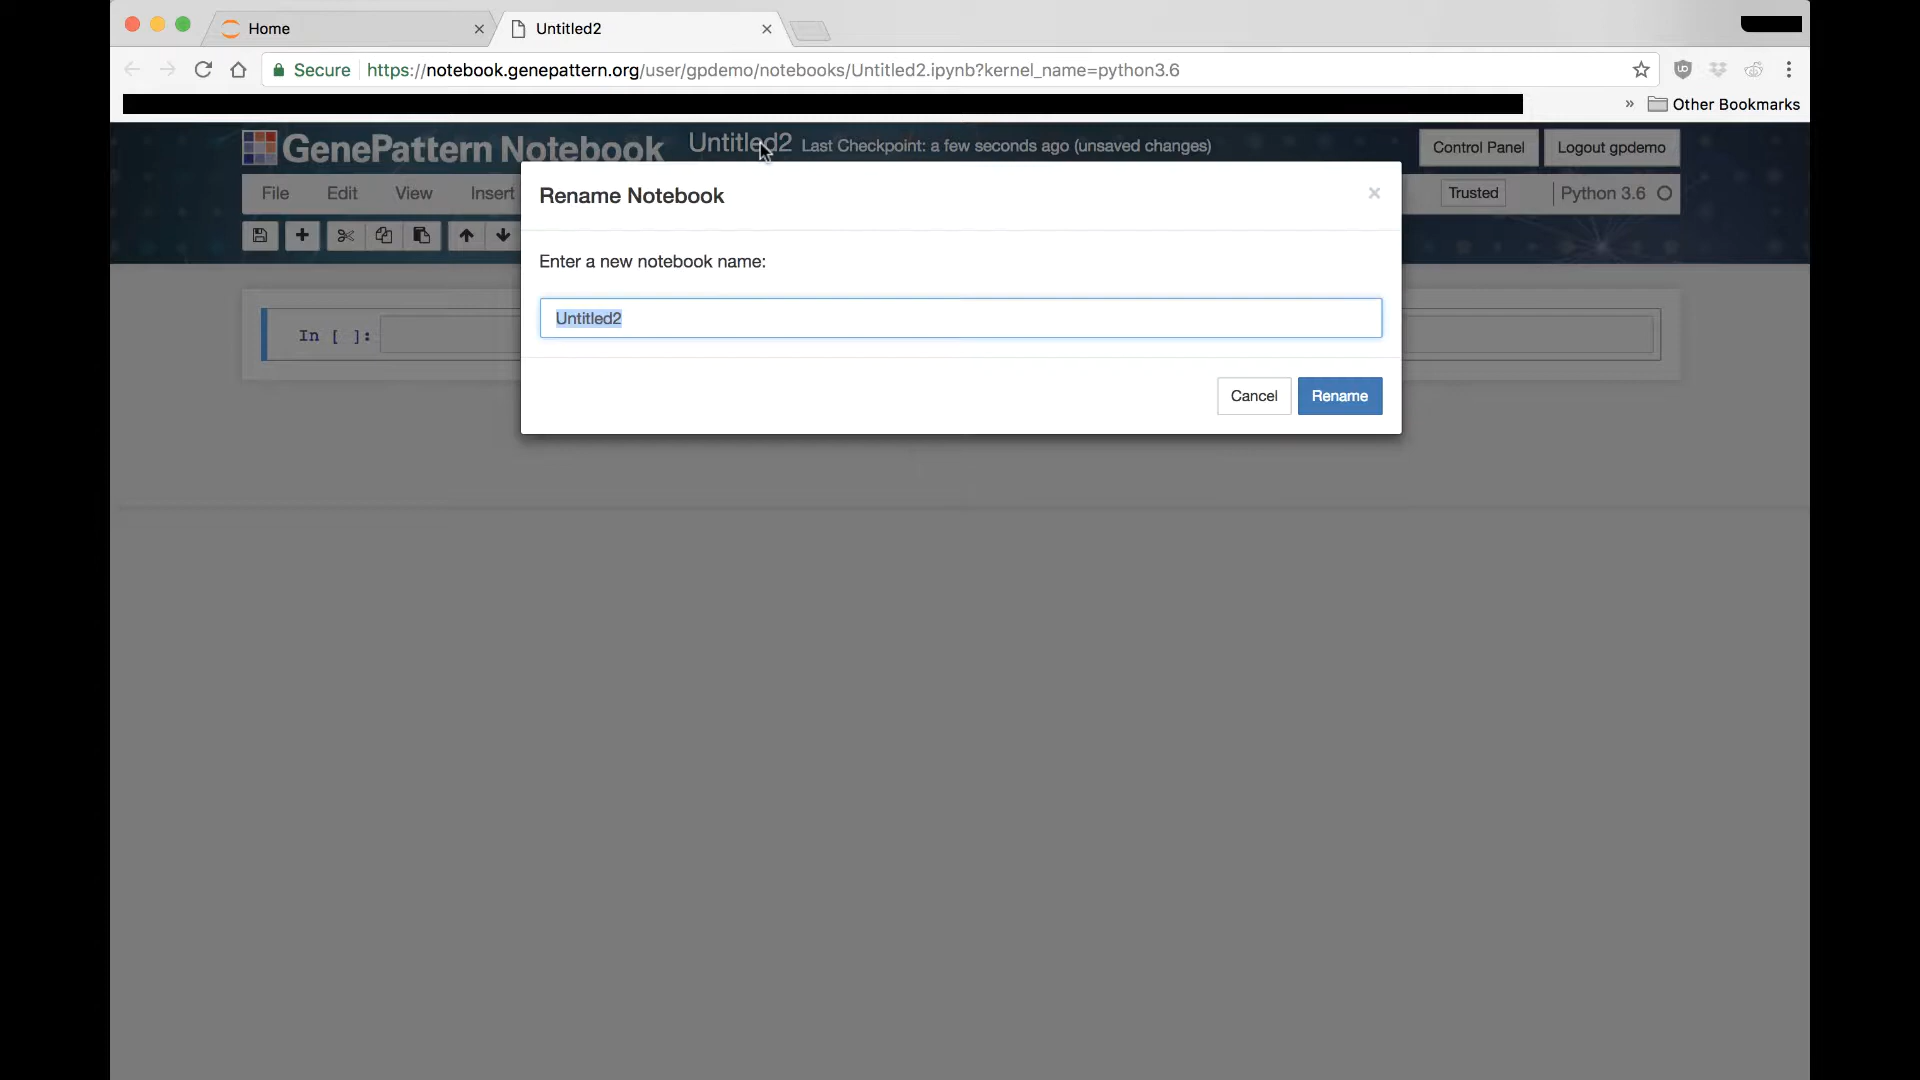 Home
Untitled2
Secure https://notebook.genepattern.org/user/gpdemo/notebooks/Untitled2.ipynb?kernel_name=python3.6
» Other Bookmarks
GenePattern Notebook Untitled2 Last Checkpoint: a few seconds ago (unsaved changes)
Control Panel Logout gpdemo
File Edit View Insert
Trusted Python 3.6
Rename Notebook
Enter a new notebook name:
Untitled2
In [ ]:
Cancel Rename